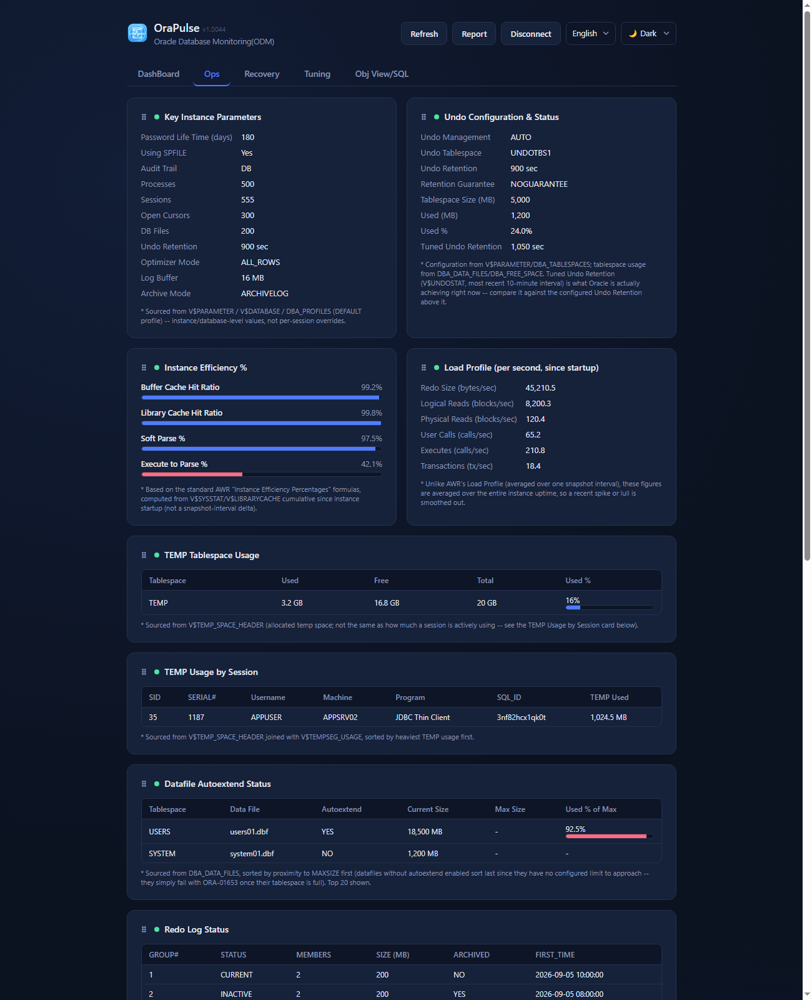 OraPulse v1.0044
Oracle Database Monitoring(ODM)
Refresh
Report
Disconnect
English
Dark
DashBoard
Ops
Recovery
Tuning
Obj View/SQL
Key Instance Parameters
Password Life Time (days) 180
Using SPFILE Yes
Audit Trail DB
Processes 500
Sessions 555
Open Cursors 300
DB Files 200
Undo Retention 900 sec
Optimizer Mode ALL_ROWS
Log Buffer 16 MB
Archive Mode ARCHIVELOG
* Sourced from V$PARAMETER / V$DATABASE / DBA_PROFILES (DEFAULT
profile) -- instance/database-level values, not per-session overrides.
Undo Configuration & Status
Undo Management AUTO
Undo Tablespace UNDOTBS1
Undo Retention 900 sec
Retention Guarantee NOGUARANTEE
Tablespace Size (MB) 5,000
Used (MB) 1,200
Used % 24.0%
Tuned Undo Retention 1,050 sec
* Configuration from V$PARAMETER/DBA_TABLESPACES; tablespace usage
from DBA_DATA_FILES/DBA_FREE_SPACE. Tuned Undo Retention
(V$UNDOSTAT, most recent 10-minute interval) is what Oracle is actually
achieving right now -- compare it against the configured Undo Retention
above it.
Instance Efficiency %
Buffer Cache Hit Ratio 99.2%
Library Cache Hit Ratio 99.8%
Soft Parse % 97.5%
Execute to Parse % 42.1%
* Based on the standard AWR "Instance Efficiency Percentages" formulas,
computed from V$SYSSTAT/V$LIBRARYCACHE cumulative since instance
startup (not a snapshot-interval delta).
Load Profile (per second, since startup)
Redo Size (bytes/sec) 45,210.5
Logical Reads (blocks/sec) 8,200.3
Physical Reads (blocks/sec) 120.4
User Calls (calls/sec) 65.2
Executes (calls/sec) 210.8
Transactions (tx/sec) 18.4
* Unlike AWR's Load Profile (averaged over one snapshot interval), these figures
are averaged over the entire instance uptime, so a recent spike or lull is
smoothed out.
TEMP Tablespace Usage
Tablespace Used Free Total Used %
TEMP 3.2 GB 16.8 GB 20 GB 16%
* Sourced from V$TEMP_SPACE_HEADER (allocated temp space; not the same as how much a session is actively using -- see the TEMP Usage by Session card below).
TEMP Usage by Session
SID SERIAL# Username Machine Program SQL_ID TEMP Used
35 1187 APPUSER APPSRV02 JDBC Thin Client 3nf82hcx1qk0t 1,024.5 MB
* Sourced from V$TEMP_SPACE_HEADER joined with V$TEMPSEG_USAGE, sorted by heaviest TEMP usage first.
Datafile Autoextend Status
Tablespace Data File Autoextend Current Size Max Size Used % of Max
USERS users01.dbf YES 18,500 MB - 92.5%
SYSTEM system01.dbf NO 1,200 MB - -
* Sourced from DBA_DATA_FILES, sorted by proximity to MAXSIZE first (datafiles without autoextend enabled sort last since they have no configured limit to approach --
they simply fail with ORA-01653 once their tablespace is full). Top 20 shown.
Redo Log Status
GROUP# STATUS MEMBERS SIZE (MB) ARCHIVED FIRST_TIME
1 CURRENT 2 200 NO 2026-09-05 10:00:00
2 INACTIVE 2 200 YES 2026-09-05 08:00:00